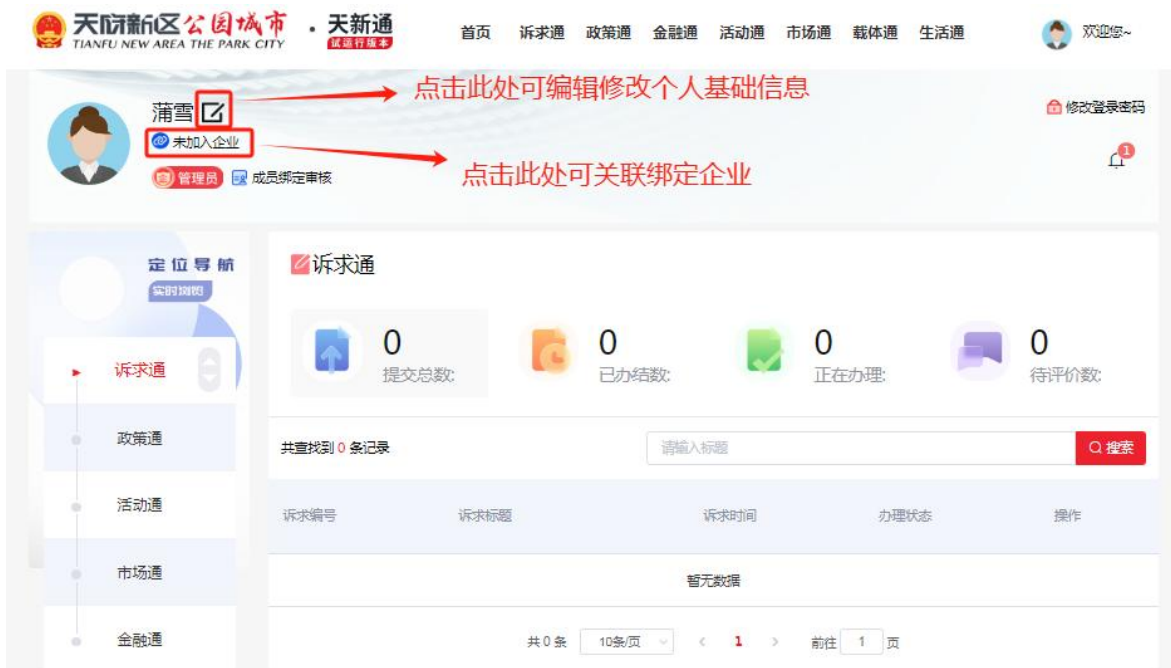 天府新区公园城市 · 天新通
TIANFU NEW AREA THE PARK CITY 试运行版本
首页 诉求通 政策通 金融通 活动通 市场通 载体通 生活通 欢迎您~
点击此处可编辑修改个人基础信息
蒲雪
修改登录密码
未加入企业
1
点击此处可关联绑定企业
管理员 成员绑定审核
定位导航
实时浏览
诉求通
0 0 0 0
提交总数: 已办结数: 正在办理: 待评价数:
诉求通
政策通
活动通
市场通
金融通
共查找到 0 条记录 请输入标题 搜索
诉求编号 诉求标题 诉求时间 办理状态 操作
暂无数据
共 0 条 10条/页 < 1 > 前往 1 页